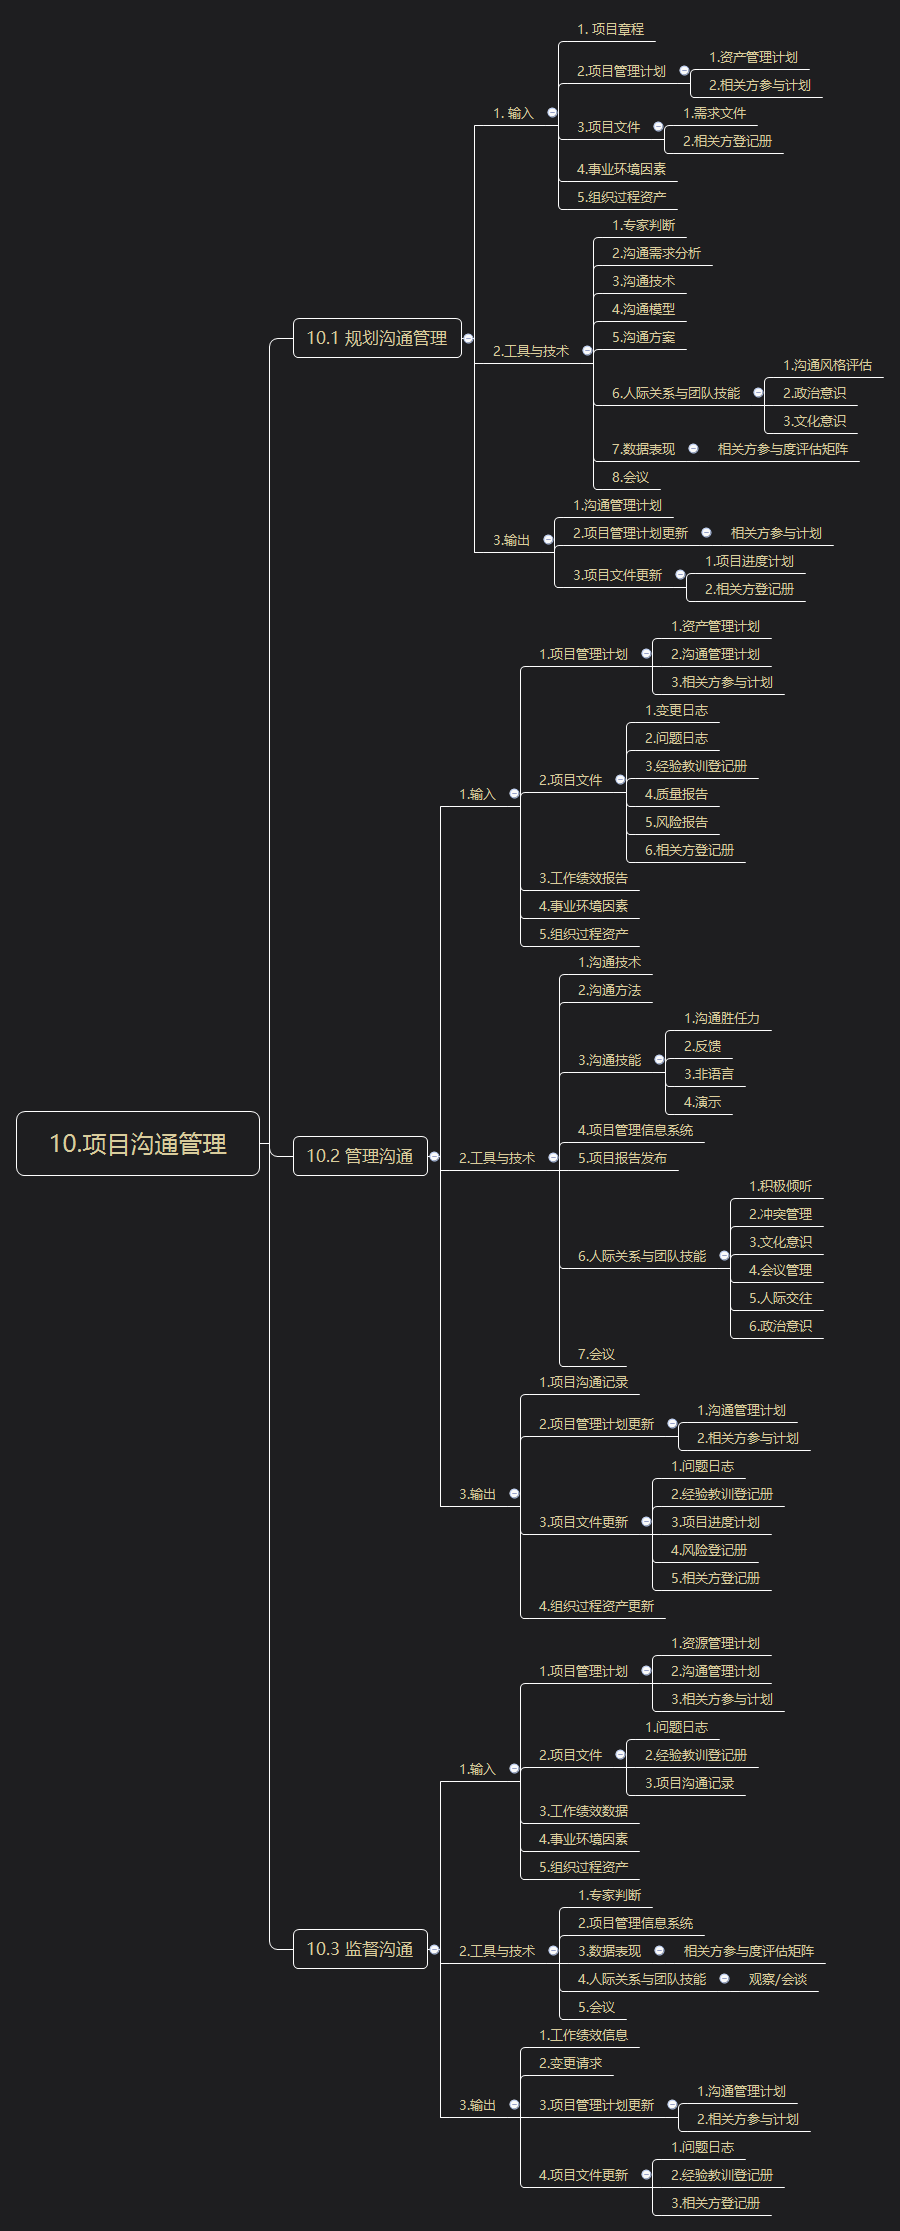 10.项目沟通管理
10.1 规划沟通管理
1. 输入
1. 项目章程
2.项目管理计划
1.资产管理计划
2.相关方参与计划
3.项目文件
1.需求文件
2.相关方登记册
4.事业环境因素
5.组织过程资产
2.工具与技术
1.专家判断
2.沟通需求分析
3.沟通技术
4.沟通模型
5.沟通方案
6.人际关系与团队技能
1.沟通风格评估
2.政治意识
3.文化意识
7.数据表现
相关方参与度评估矩阵
8.会议
3.输出
1.沟通管理计划
2.项目管理计划更新
相关方参与计划
3.项目文件更新
1.项目进度计划
2.相关方登记册
10.2 管理沟通
1.输入
1.项目管理计划
1.资产管理计划
2.沟通管理计划
3.相关方参与计划
2.项目文件
1.变更日志
2.问题日志
3.经验教训登记册
4.质量报告
5.风险报告
6.相关方登记册
3.工作绩效报告
4.事业环境因素
5.组织过程资产
2.工具与技术
1.沟通技术
2.沟通方法
3.沟通技能
1.沟通胜任力
2.反馈
3.非语言
4.演示
4.项目管理信息系统
5.项目报告发布
6.人际关系与团队技能
1.积极倾听
2.冲突管理
3.文化意识
4.会议管理
5.人际交往
6.政治意识
7.会议
3.输出
1.项目沟通记录
2.项目管理计划更新
1.沟通管理计划
2.相关方参与计划
3.项目文件更新
1.问题日志
2.经验教训登记册
3.项目进度计划
4.风险登记册
5.相关方登记册
4.组织过程资产更新
10.3 监督沟通
1.输入
1.项目管理计划
1.资源管理计划
2.沟通管理计划
3.相关方参与计划
2.项目文件
1.问题日志
2.经验教训登记册
3.项目沟通记录
3.工作绩效数据
4.事业环境因素
5.组织过程资产
2.工具与技术
1.专家判断
2.项目管理信息系统
3.数据表现
相关方参与度评估矩阵
4.人际关系与团队技能
观察/会谈
5.会议
3.输出
1.工作绩效信息
2.变更请求
3.项目管理计划更新
1.沟通管理计划
2.相关方参与计划
4.项目文件更新
1.问题日志
2.经验教训登记册
3.相关方登记册